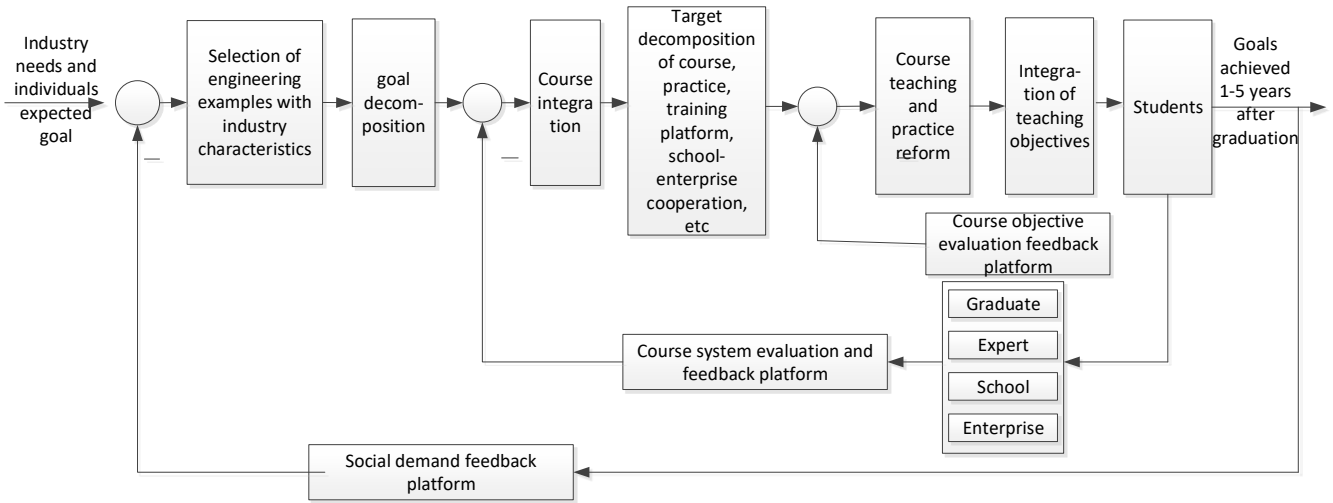 Industry
needs and
individuals
expected
goal
Selection of
engineering
examples with
industry
characteristics
goal
decom-
position
Course
integra
tion
Target
decomposition
of course,
practice,
training
platform,
school-
enterprise
cooperation,
etc
Course
teaching
and
practice
reform
Integra-
tion of
teaching
objectives
Students
Goals
achieved
1-5 years
after
graduation
Course objective
evaluation feedback
platform
Graduate
Expert
School
Enterprise
Course system evaluation and
feedback platform
Social demand feedback
platform